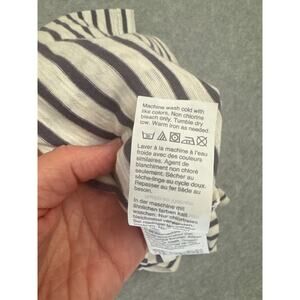 Machine wash cold with
like colors. Non chlorine
bleach only. Tumble dry
low. Warm iron as needed.
Laver à la machine à l'eau
froide avec des couleurs
similaires. Agent de
blanchiment non chloré
seulement. Sécher au
sèche-linge au cycle doux.
Repasser au fer tiède au
besoin.
In der maschine mit
ähnlichen farben kalt
waschen. Nur chlorfreies